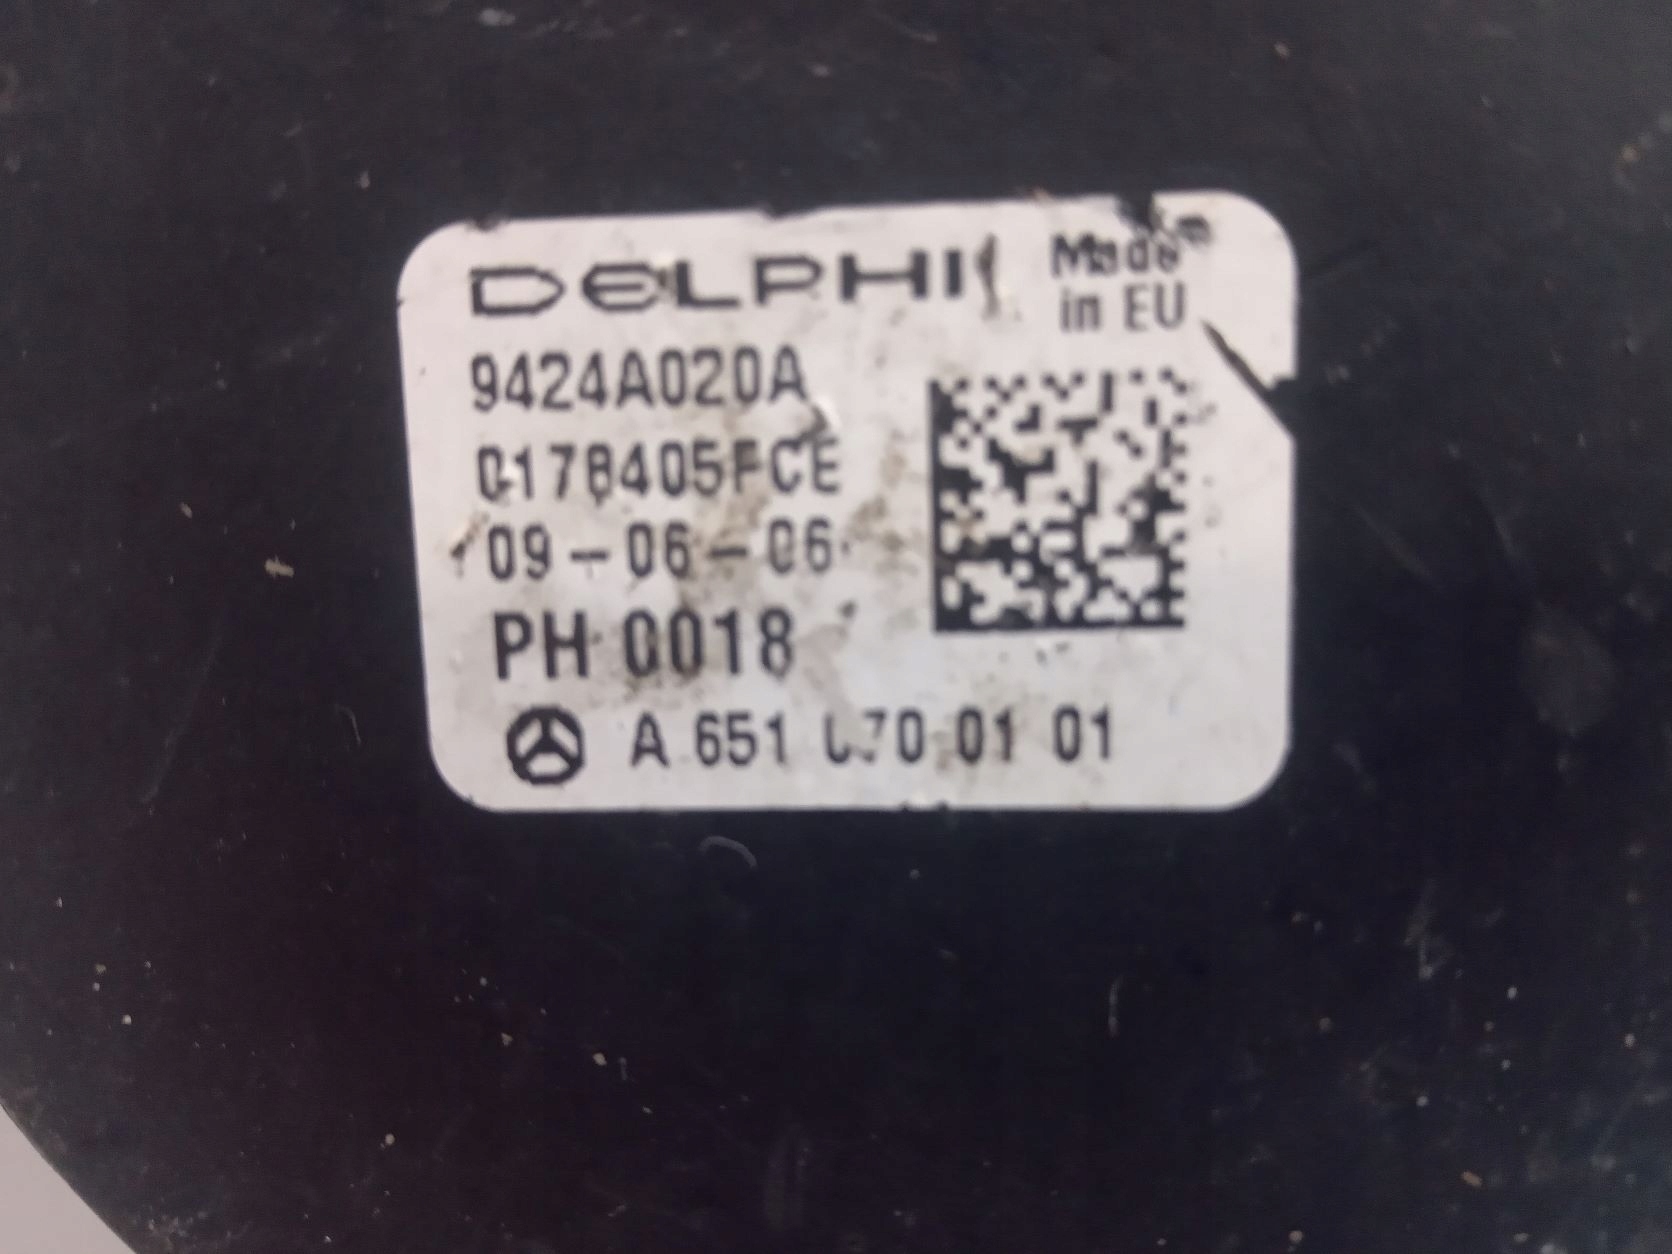 DELPHI
Made
in EU
9424A020A
0178405FCE
09-06-06
PH 0018
A 651 070 01 01